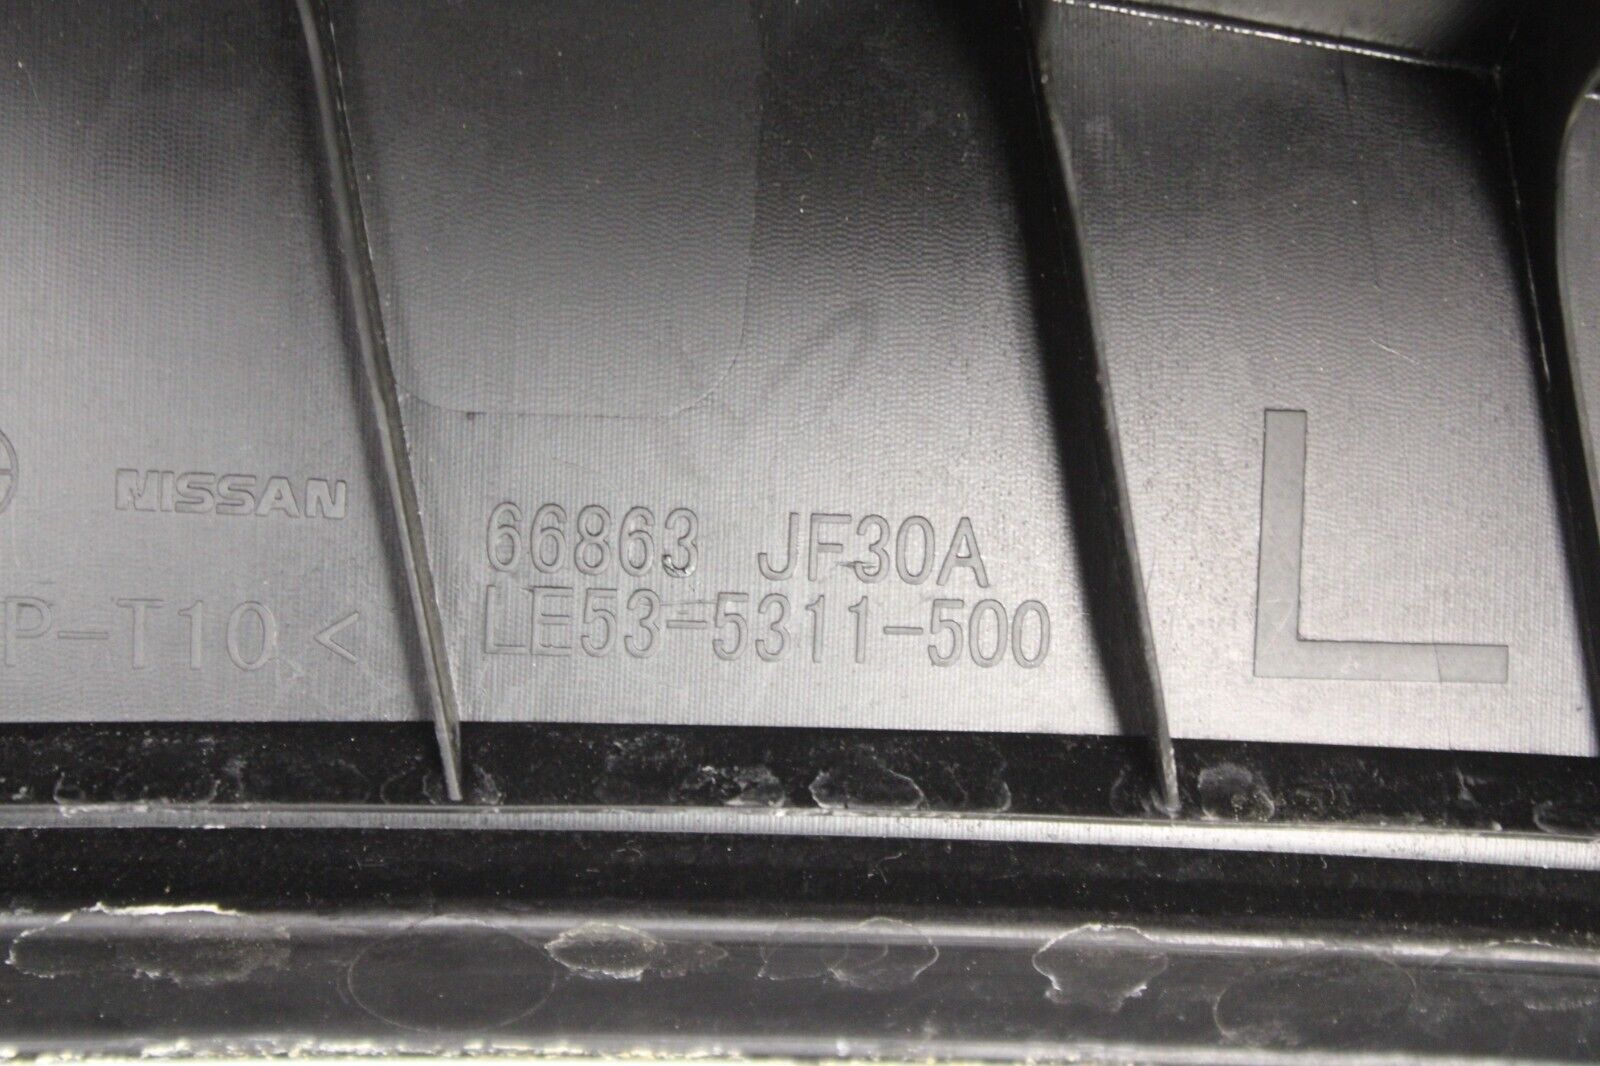 NISSAN
66863 JF30A
P-T10<
LE53-5311-500
L